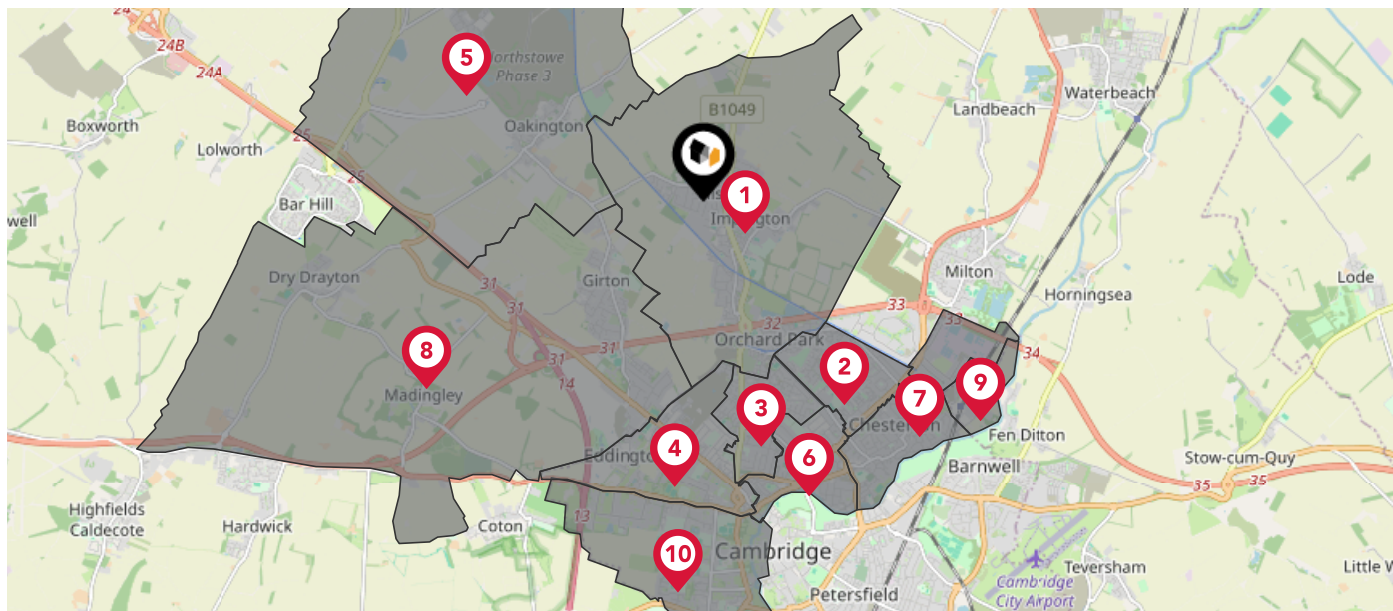 24
24B
24A
5
Northstowe
Phase 3
B1049
Boxworth
Lolworth
25
Oakington
Landbeach
Waterbeach
25
Bar Hill
1
Impington
well
Dry Drayton
Girton
Milton
Horningsea
Lode
31
31
31
31
32
33
33
34
Orchard Park
14
8
Madingley
2
3
7
9
Chesterton
Fen Ditton
4
6
Eddington
Barnwell
Stow-cum-Quy
35
35
Highfields
Caldecote
Hardwick
Coton
13
10
Cambridge
Cambridge
City Airport
Teversham
Petersfield
Little W